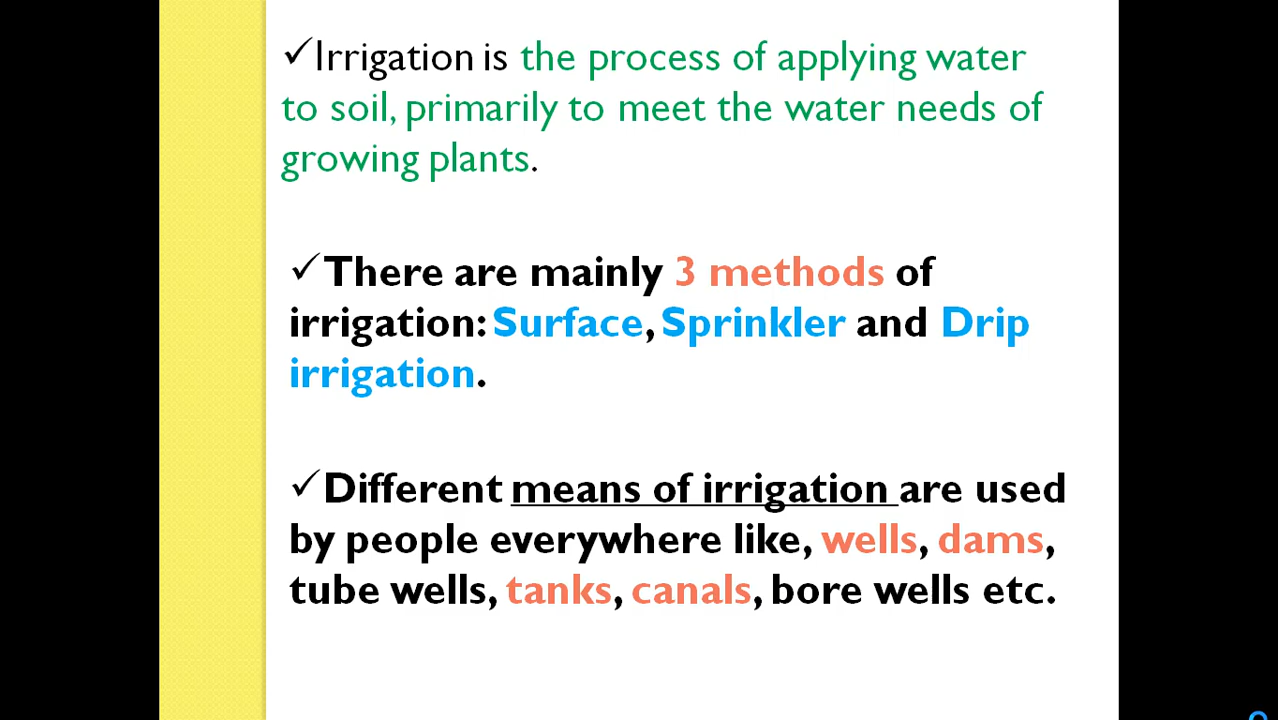 ✓Irrigation is the process of applying water
to soil, primarily to meet the water needs of
growing plants.
✓There are mainly 3 methods of
irrigation: Surface, Sprinkler and Drip
irrigation.
✓Different means of irrigation are used
by people everywhere like, wells, dams,
tube wells, tanks, canals, bore wells etc.